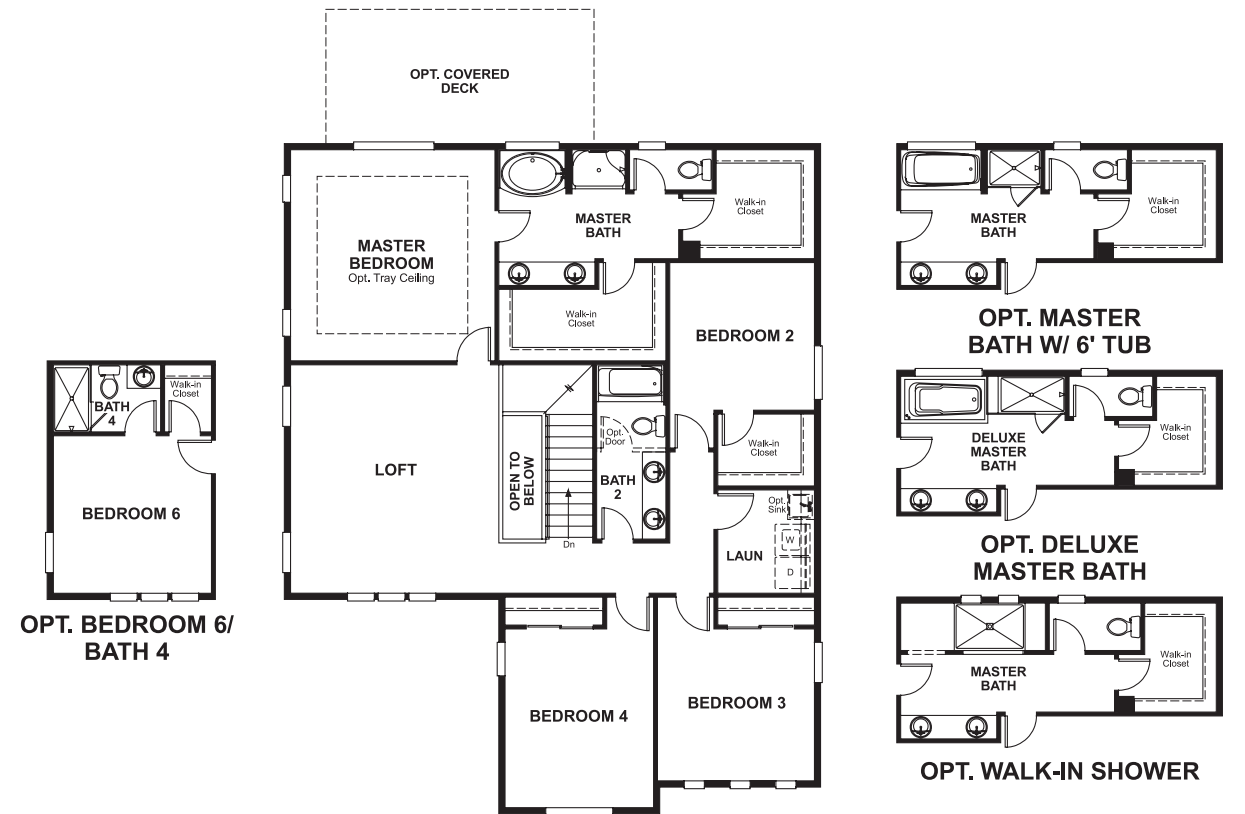 OPT. COVERED
DECK
MASTER
BEDROOM
Opt. Tray Ceiling
MASTER
BATH
Walk-in
Closet
Walk-in
Closet
BEDROOM 2
Walk-in
Closet
LOFT
OPEN TO
BELOW
Dn
Opt.
Door
BATH
2
Opt.
Sink
W
D
LAUN
BEDROOM 4
BEDROOM 3
BATH
4
Walk-in
Closet
BEDROOM 6
OPT. BEDROOM 6/
BATH 4
MASTER
BATH
Walk-in
Closet
OPT. MASTER
BATH W/ 6' TUB
DELUXE
MASTER
BATH
Walk-in
Closet
OPT. DELUXE
MASTER BATH
MASTER
BATH
Walk-in
Closet
OPT. WALK-IN SHOWER